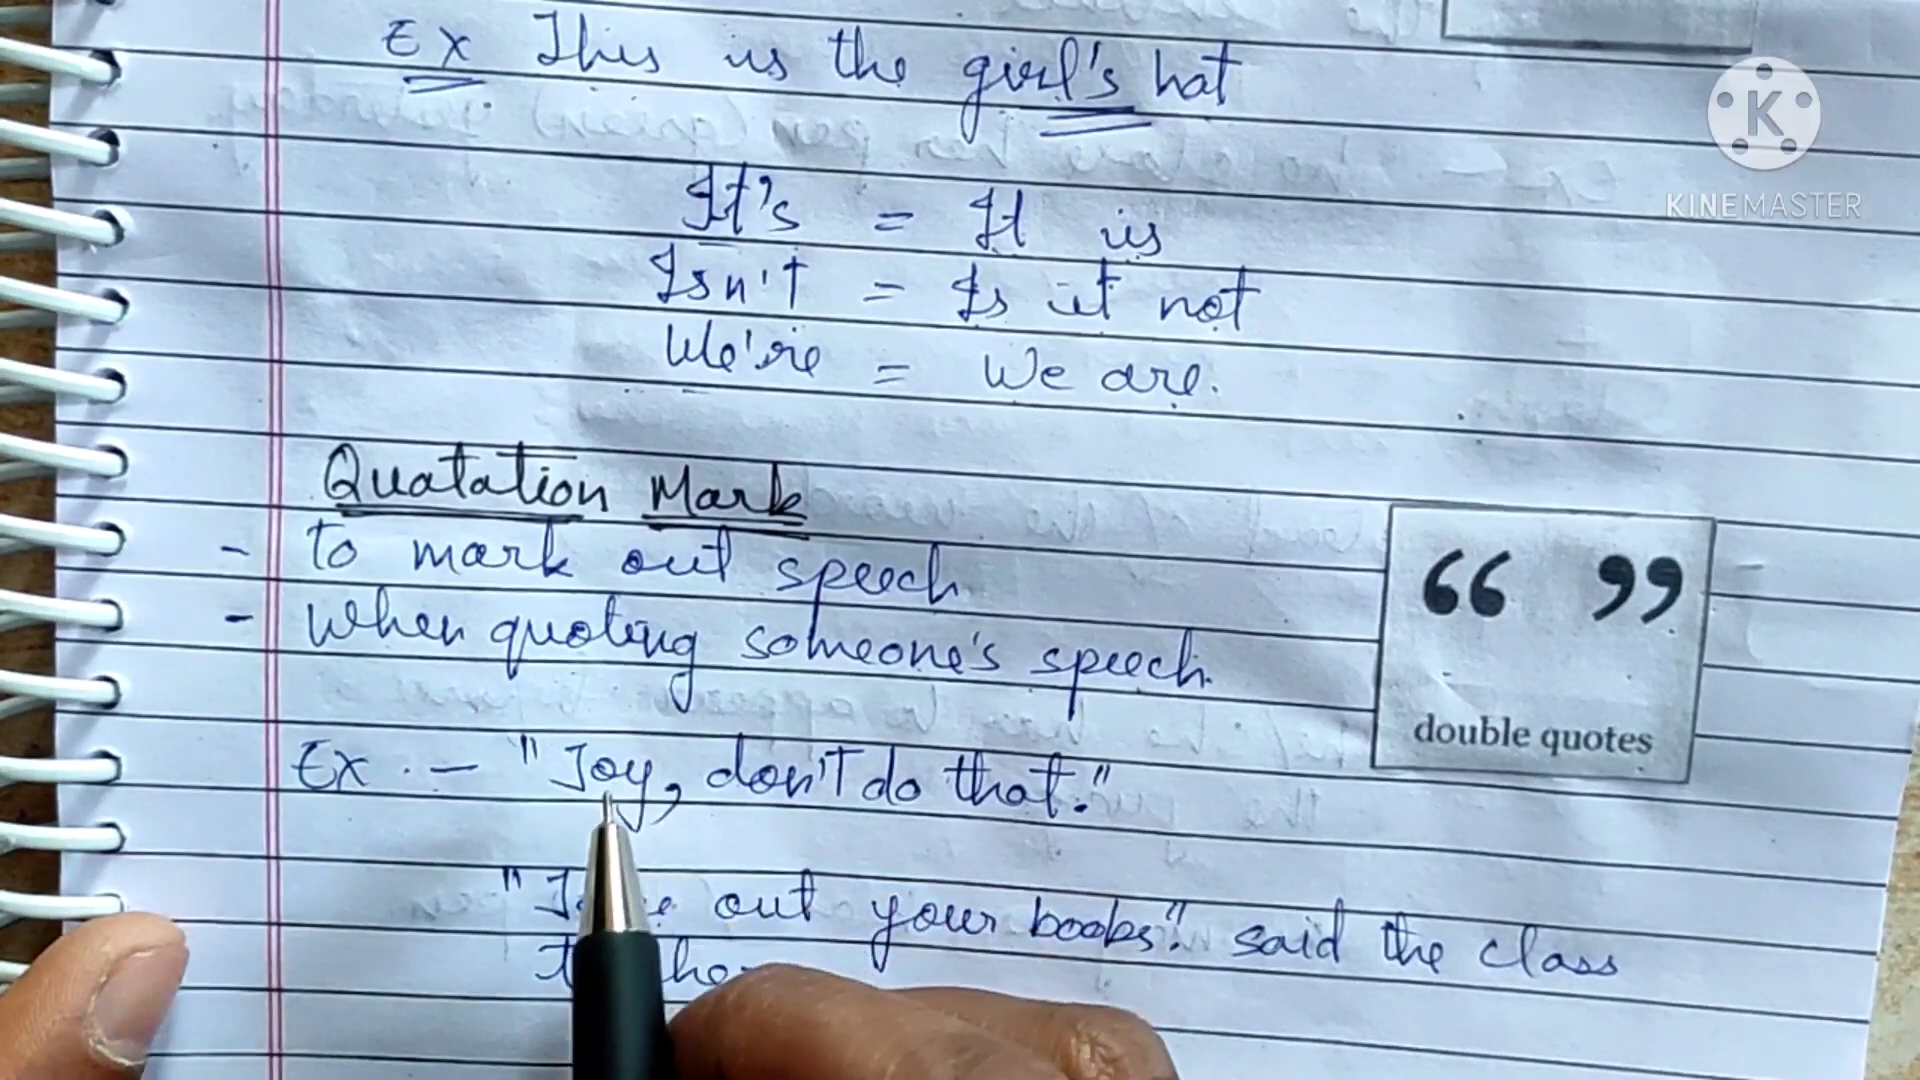 Ex This is the girl's hat
It's = It is
Isn't = Is it not
We're = We are.
Quatation Mark
- to mark out speech
- when quoting someone's speech.
“ ”
double quotes
Ex. - "Joy, don't do that."
out your books". said the class
K
KINEMASTER